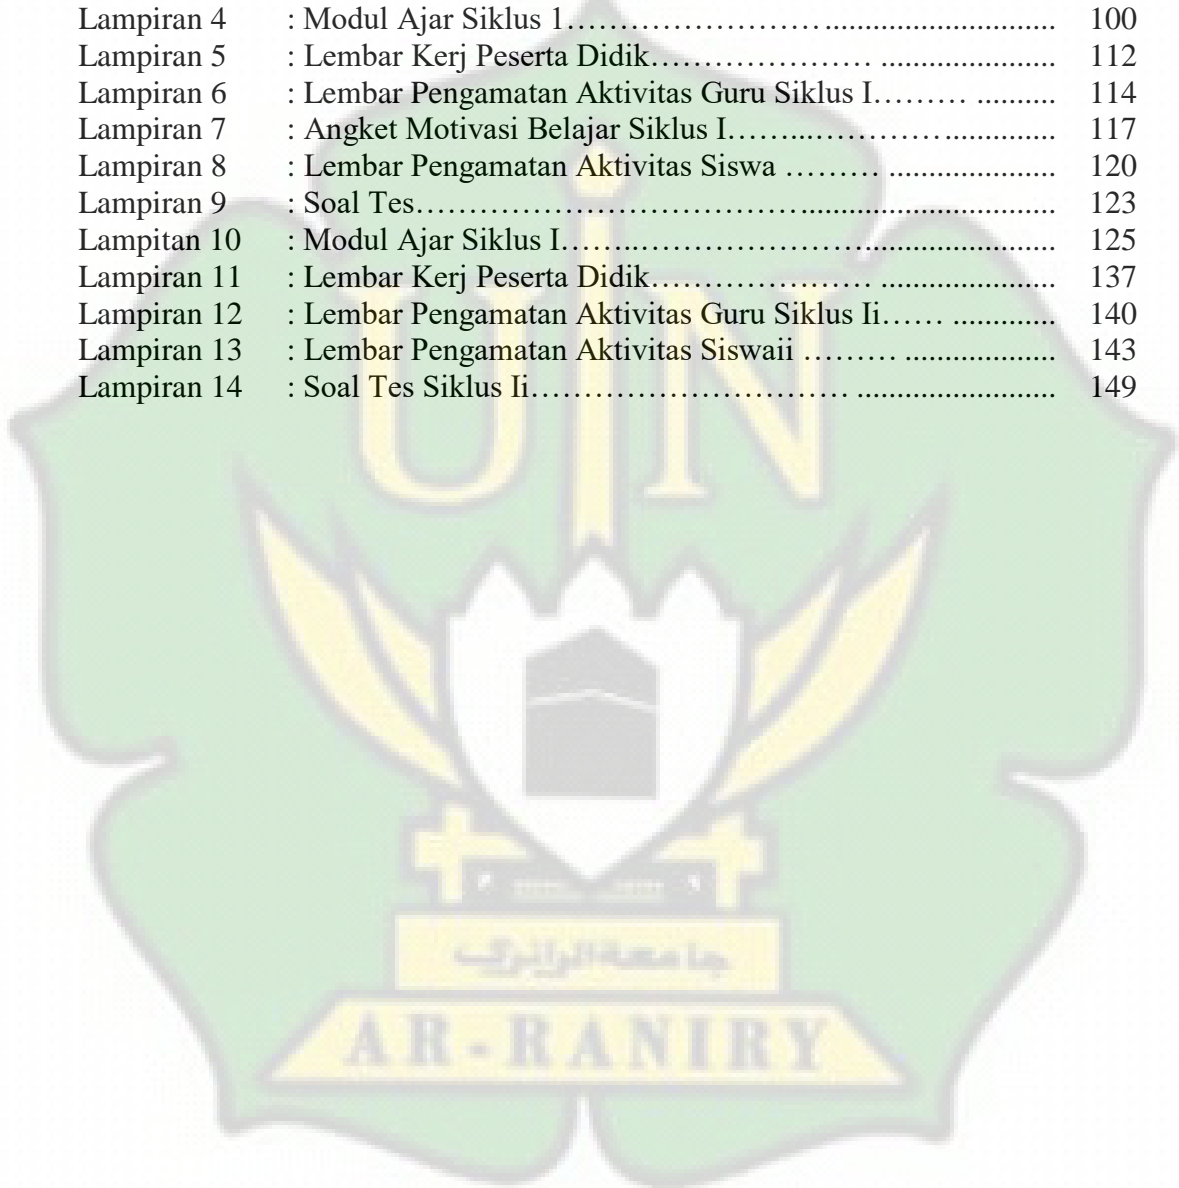 Lampiran 4 : Modul Ajar Siklus 1........................................................... 100
Lampiran 5 : Lembar Kerj Peserta Didik........................................... 112
Lampiran 6 : Lembar Pengamatan Aktivitas Guru Siklus I................... 114
Lampiran 7 : Angket Motivasi Belajar Siklus I.................................... 117
Lampiran 8 : Lembar Pengamatan Aktivitas Siswa .............................. 120
Lampiran 9 : Soal Tes......................................................................... 123
Lampitan 10 : Modul Ajar Siklus I......................................................... 125
Lampiran 11 : Lembar Kerj Peserta Didik........................................... 137
Lampiran 12 : Lembar Pengamatan Aktivitas Guru Siklus Ii................... 140
Lampiran 13 : Lembar Pengamatan Aktivitas Siswaii ............................ 143
Lampiran 14 : Soal Tes Siklus Ii........................................................... 149
UIN
جامعة الرانري
AR-RANIRY